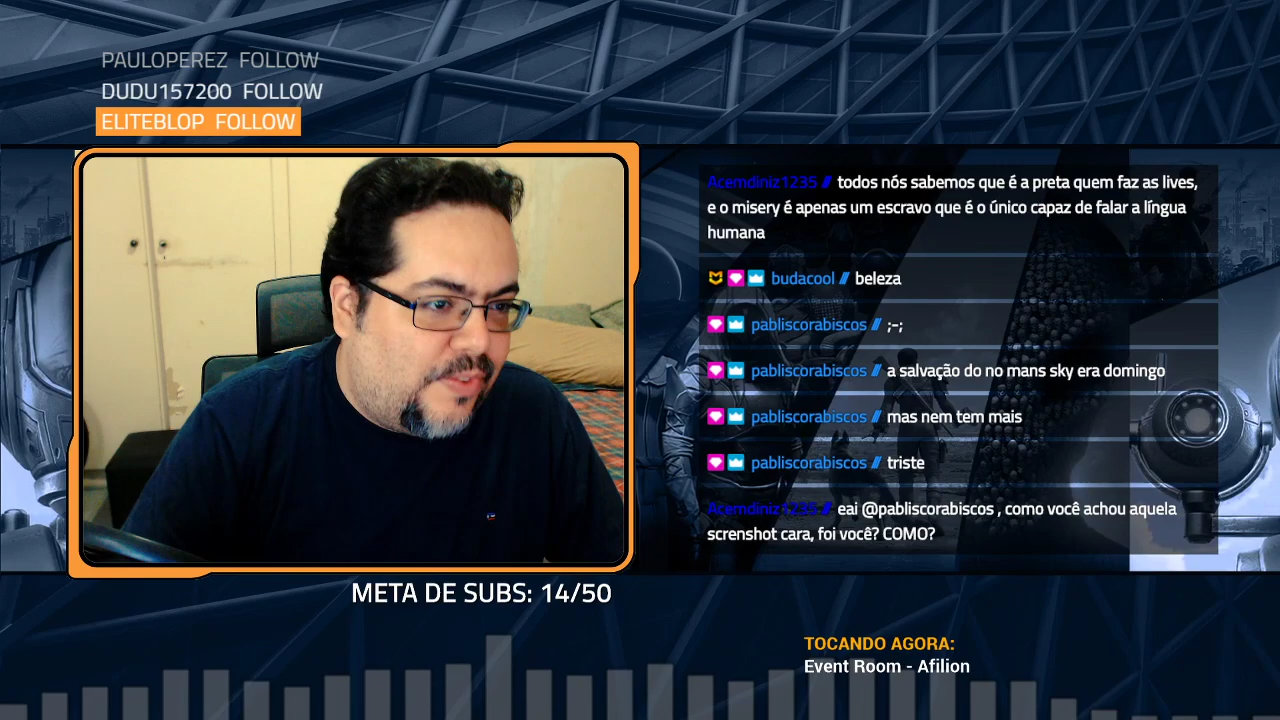 PAULOPEREZ FOLLOW
DUDU157200 FOLLOW
ELITEBLOP FOLLOW
Acemdiniz1235 // todos nós sabemos que é a preta quem faz as lives,
e o misery é apenas um escravo que é o único capaz de falar a língua
humana
budacool // beleza
pabliscorabiscos // ;-;
pabliscorabiscos // a salvação do no mans sky era domingo
pabliscorabiscos // mas nem tem mais
pabliscorabiscos // triste
Acemdiniz1235 // eai @pabliscorabiscos , como você achou aquela
screnshot cara, foi você? COMO?
META DE SUBS: 14/50
TOCANDO AGORA:
Event Room - Afilion